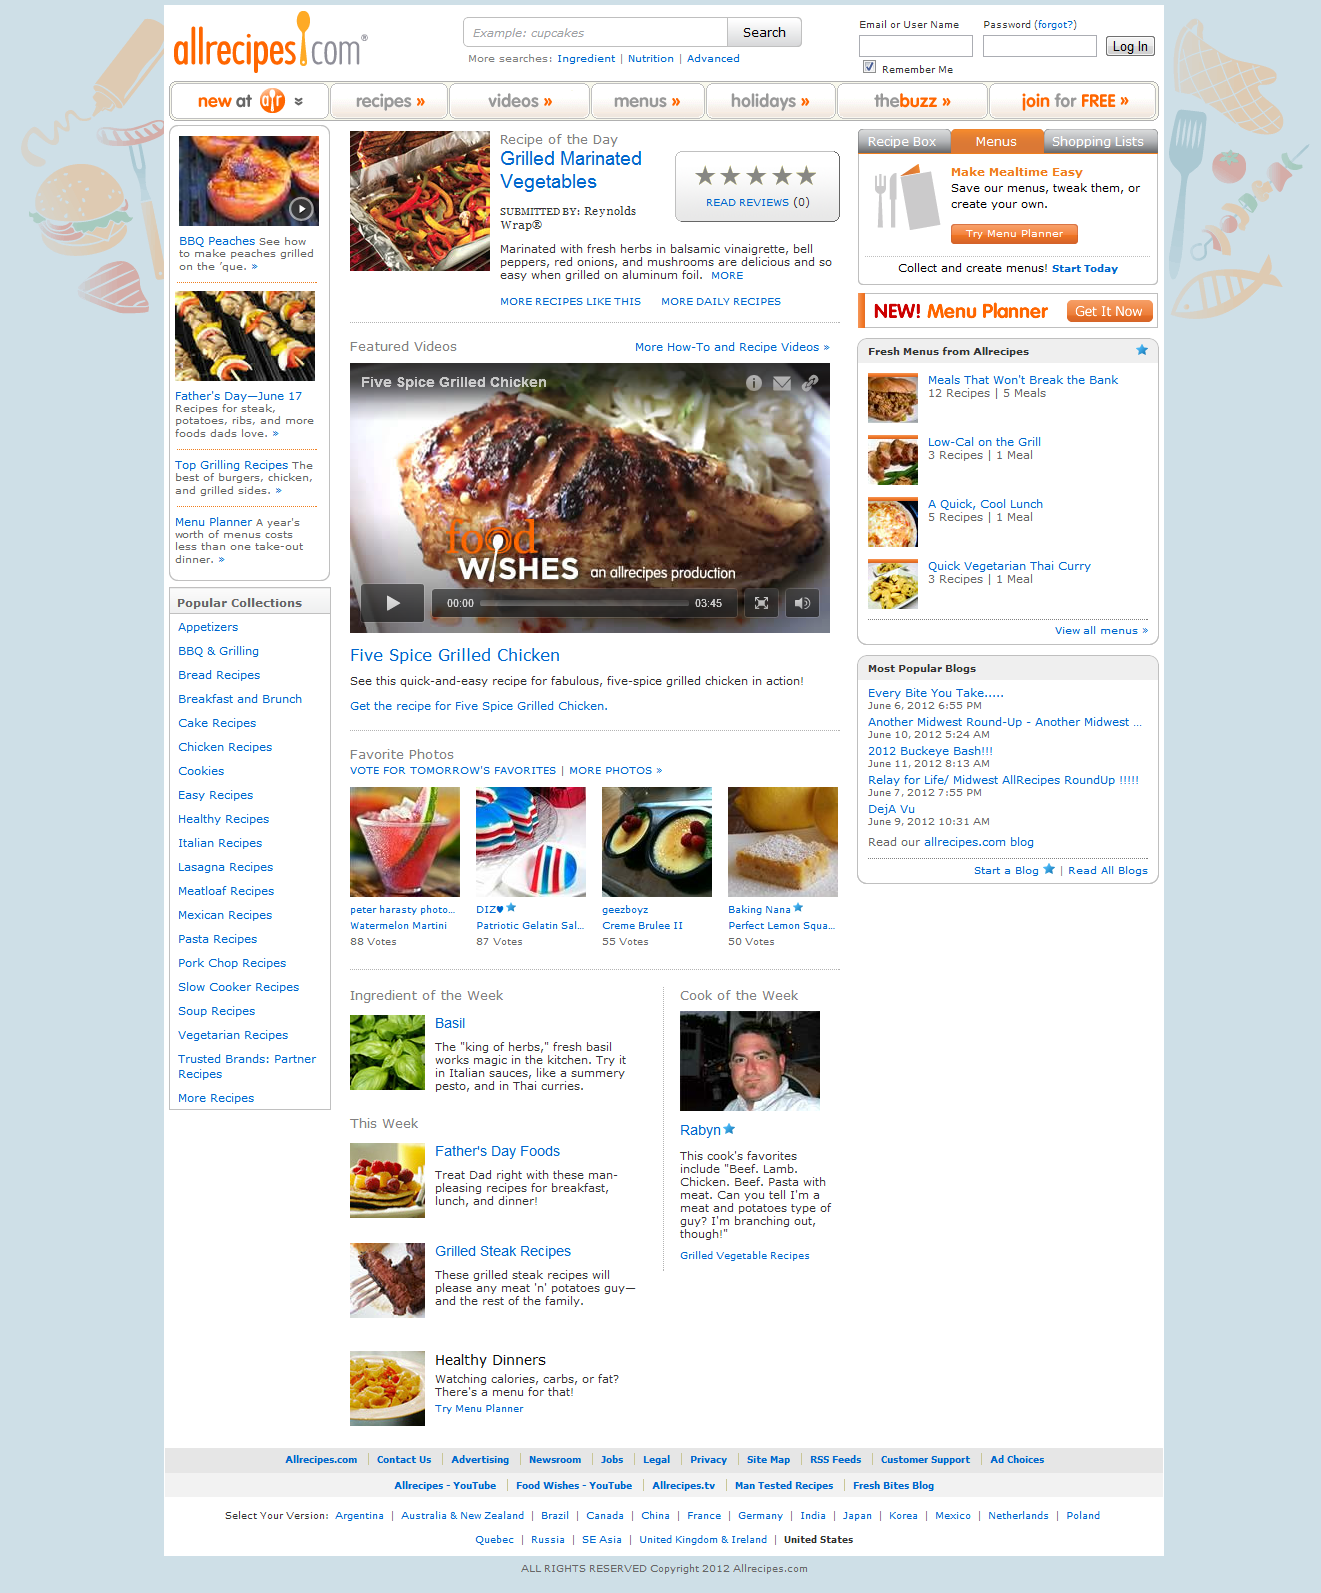 allrecipes.com®
Example: cupcakes
Search
More searches: Ingredient | Nutrition | Advanced
Email or User Name
Password (forgot?)
Log In
Remember Me
new at ar
recipes »
videos »
menus »
holidays »
thebuzz »
join for FREE »
BBQ Peaches See how
to make peaches grilled
on the 'que. »
Father's Day—June 17
Recipes for steak,
potatoes, ribs, and more
foods dads love. »
Top Grilling Recipes The
best of burgers, chicken,
and grilled sides. »
Menu Planner A year's
worth of menus costs
less than one take-out
dinner. »
Popular Collections
Appetizers
BBQ & Grilling
Bread Recipes
Breakfast and Brunch
Cake Recipes
Chicken Recipes
Cookies
Easy Recipes
Healthy Recipes
Italian Recipes
Lasagna Recipes
Meatloaf Recipes
Mexican Recipes
Pasta Recipes
Pork Chop Recipes
Slow Cooker Recipes
Soup Recipes
Vegetarian Recipes
Trusted Brands: Partner
Recipes
More Recipes
Recipe of the Day
Grilled Marinated
Vegetables
SUBMITTED BY: Reynolds
Wrap®
READ REVIEWS (0)
Marinated with fresh herbs in balsamic vinaigrette, bell
peppers, red onions, and mushrooms are delicious and so
easy when grilled on aluminum foil. MORE
MORE RECIPES LIKE THIS MORE DAILY RECIPES
Featured Videos
More How-To and Recipe Videos »
Five Spice Grilled Chicken
food
WISHES an allrecipes production
00:00
03:45
Five Spice Grilled Chicken
See this quick-and-easy recipe for fabulous, five-spice grilled chicken in action!
Get the recipe for Five Spice Grilled Chicken.
Favorite Photos
VOTE FOR TOMORROW'S FAVORITES | MORE PHOTOS »
peter harasty photo...
Watermelon Martini
88 Votes
DIZ♥
Patriotic Gelatin Sal...
87 Votes
geezboyz
Creme Brulee II
55 Votes
Baking Nana
Perfect Lemon Squa...
50 Votes
Ingredient of the Week
Basil
The "king of herbs," fresh basil
works magic in the kitchen. Try it
in Italian sauces, like a summery
pesto, and in Thai curries.
This Week
Father's Day Foods
Treat Dad right with these man-
pleasing recipes for breakfast,
lunch, and dinner!
Grilled Steak Recipes
These grilled steak recipes will
please any meat 'n' potatoes guy—
and the rest of the family.
Healthy Dinners
Watching calories, carbs, or fat?
There's a menu for that!
Try Menu Planner
Cook of the Week
Rabyn
This cook's favorites
include "Beef. Lamb.
Chicken. Beef. Pasta with
meat. Can you tell I'm a
meat and potatoes type of
guy? I'm branching out,
though!"
Grilled Vegetable Recipes
Recipe Box
Menus
Shopping Lists
Make Mealtime Easy
Save our menus, tweak them, or
create your own.
Try Menu Planner
Collect and create menus! Start Today
NEW! Menu Planner
Get It Now
Fresh Menus from Allrecipes
Meals That Won't Break the Bank
12 Recipes | 5 Meals
Low-Cal on the Grill
3 Recipes | 1 Meal
A Quick, Cool Lunch
5 Recipes | 1 Meal
Quick Vegetarian Thai Curry
3 Recipes | 1 Meal
View all menus »
Most Popular Blogs
Every Bite You Take.....
June 6, 2012 6:55 PM
Another Midwest Round-Up - Another Midwest ...
June 10, 2012 5:24 AM
2012 Buckeye Bash!!!
June 11, 2012 8:13 AM
Relay for Life/ Midwest AllRecipes RoundUp !!!!!
June 7, 2012 7:55 PM
DejA Vu
June 9, 2012 10:31 AM
Read our allrecipes.com blog
Start a Blog | Read All Blogs
Allrecipes.com | Contact Us | Advertising | Newsroom | Jobs | Legal | Privacy | Site Map | RSS Feeds | Customer Support | Ad Choices
Allrecipes - YouTube | Food Wishes - YouTube | Allrecipes.tv | Man Tested Recipes | Fresh Bites Blog
Select Your Version: Argentina | Australia & New Zealand | Brazil | Canada | China | France | Germany | India | Japan | Korea | Mexico | Netherlands | Poland
Quebec | Russia | SE Asia | United Kingdom & Ireland | United States
ALL RIGHTS RESERVED Copyright 2012 Allrecipes.com